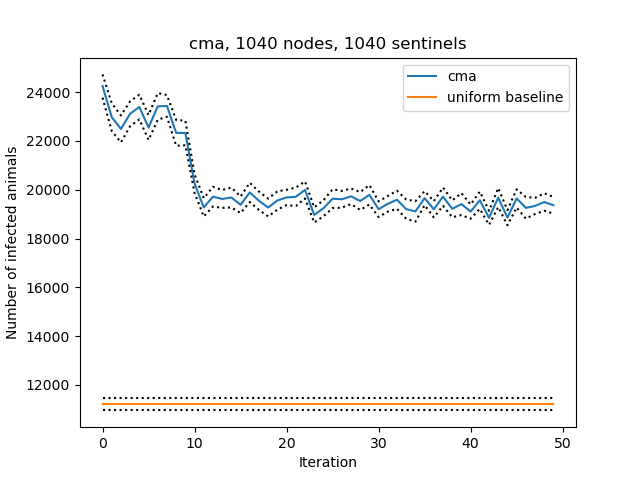 cma, 1040 nodes, 1040 sentinels
cma
uniform baseline
Number of infected animals
24000
22000
20000
18000
16000
14000
12000
0
10
20
30
40
50
Iteration